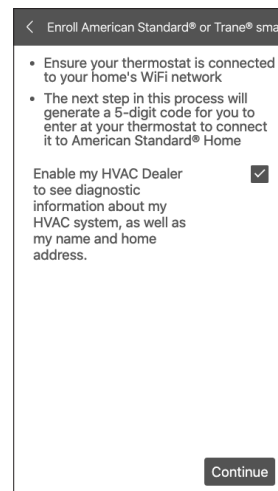 Enroll American Standard® or Trane® sma
• Ensure your thermostat is connected
to your home's WiFi network
• The next step in this process will
generate a 5-digit code for you to
enter at your thermostat to connect
it to American Standard® Home
Enable my HVAC Dealer
to see diagnostic
information about my
HVAC system, as well as
my name and home
address.
Continue